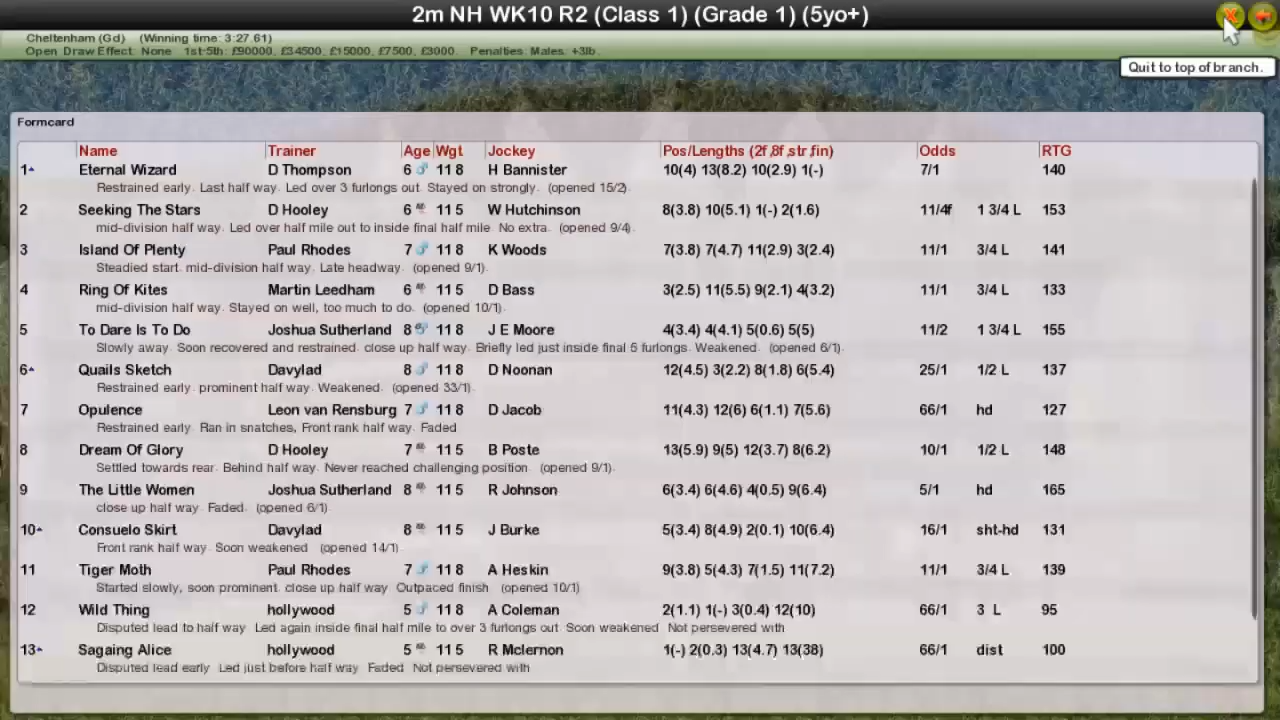 2m NH WK10 R2 (Class 1) (Grade 1) (5yo+)
Cheltenham (Gd) (Winning time: 3:27.61)
Open Draw Effect: None 1st-5th: £90000, £34500, £15000, £7500, £3000. Penalties: Males: +3lb.
Quit to top of branch.
Formcard
Name Trainer Age Wgt Jockey Pos/Lengths (2f,8f,str,fin) Odds RTG
1 Eternal Wizard D Thompson 6 11 8 H Bannister 10(4) 13(8.2) 10(2.9) 1(-) 7/1 140
Restrained early. Last half way. Led over 3 furlongs out. Stayed on strongly. (opened 15/2).
2 Seeking The Stars D Hooley 6 11 5 W Hutchinson 8(3.8) 10(5.1) 1(-) 2(1.6) 11/4f 1 3/4 L 153
mid-division half way. Led over half mile out to inside final half mile. No extra. (opened 9/4).
3 Island Of Plenty Paul Rhodes 7 11 8 K Woods 7(3.8) 7(4.7) 11(2.9) 3(2.4) 11/1 3/4 L 141
Steadied start. mid-division half way. Late headway. (opened 9/1).
4 Ring Of Kites Martin Leedham 6 11 5 D Bass 3(2.5) 11(5.5) 9(2.1) 4(3.2) 11/1 3/4 L 133
mid-division half way. Stayed on well, too much to do. (opened 10/1).
5 To Dare Is To Do Joshua Sutherland 8 11 8 J E Moore 4(3.4) 4(4.1) 5(0.6) 5(5) 11/2 1 3/4 L 155
Slowly away. Soon recovered and restrained. close up half way. Briefly led just inside final 5 furlongs. Weakened. (opened 6/1).
6 Quails Sketch Davylad 8 11 8 D Noonan 12(4.5) 3(2.2) 8(1.8) 6(5.4) 25/1 1/2 L 137
Restrained early. prominent half way. Weakened. (opened 33/1).
7 Opulence Leon van Rensburg 7 11 8 D Jacob 11(4.3) 12(6) 6(1.1) 7(5.6) 66/1 hd 127
Restrained early. Ran in snatches, Front rank half way. Faded
8 Dream Of Glory D Hooley 7 11 5 B Poste 13(5.9) 9(5) 12(3.7) 8(6.2) 10/1 1/2 L 148
Settled towards rear. Behind half way. Never reached challenging position. (opened 9/1).
9 The Little Women Joshua Sutherland 8 11 5 R Johnson 6(3.4) 6(4.6) 4(0.5) 9(6.4) 5/1 hd 165
close up half way. Faded. (opened 6/1).
10 Consuelo Skirt Davylad 8 11 5 J Burke 5(3.4) 8(4.9) 2(0.1) 10(6.4) 16/1 sht-hd 131
Front rank half way. Soon weakened (opened 14/1).
11 Tiger Moth Paul Rhodes 7 11 8 A Heskin 9(3.8) 5(4.3) 7(1.5) 11(7.2) 11/1 3/4 L 139
Started slowly, soon prominent. close up half way. Outpaced finish (opened 10/1)
12 Wild Thing hollywood 5 11 8 A Coleman 2(1.1) 1(-) 3(0.4) 12(10) 66/1 3 L 95
Disputed lead to half way. Led again inside final half mile to over 3 furlongs out. Soon weakened Not persevered with
13 Sagaing Alice hollywood 5 11 5 R Mclernon 1(-) 2(0.3) 13(4.7) 13(38) 66/1 dist 100
Disputed lead early. Led just before half way. Faded Not persevered with